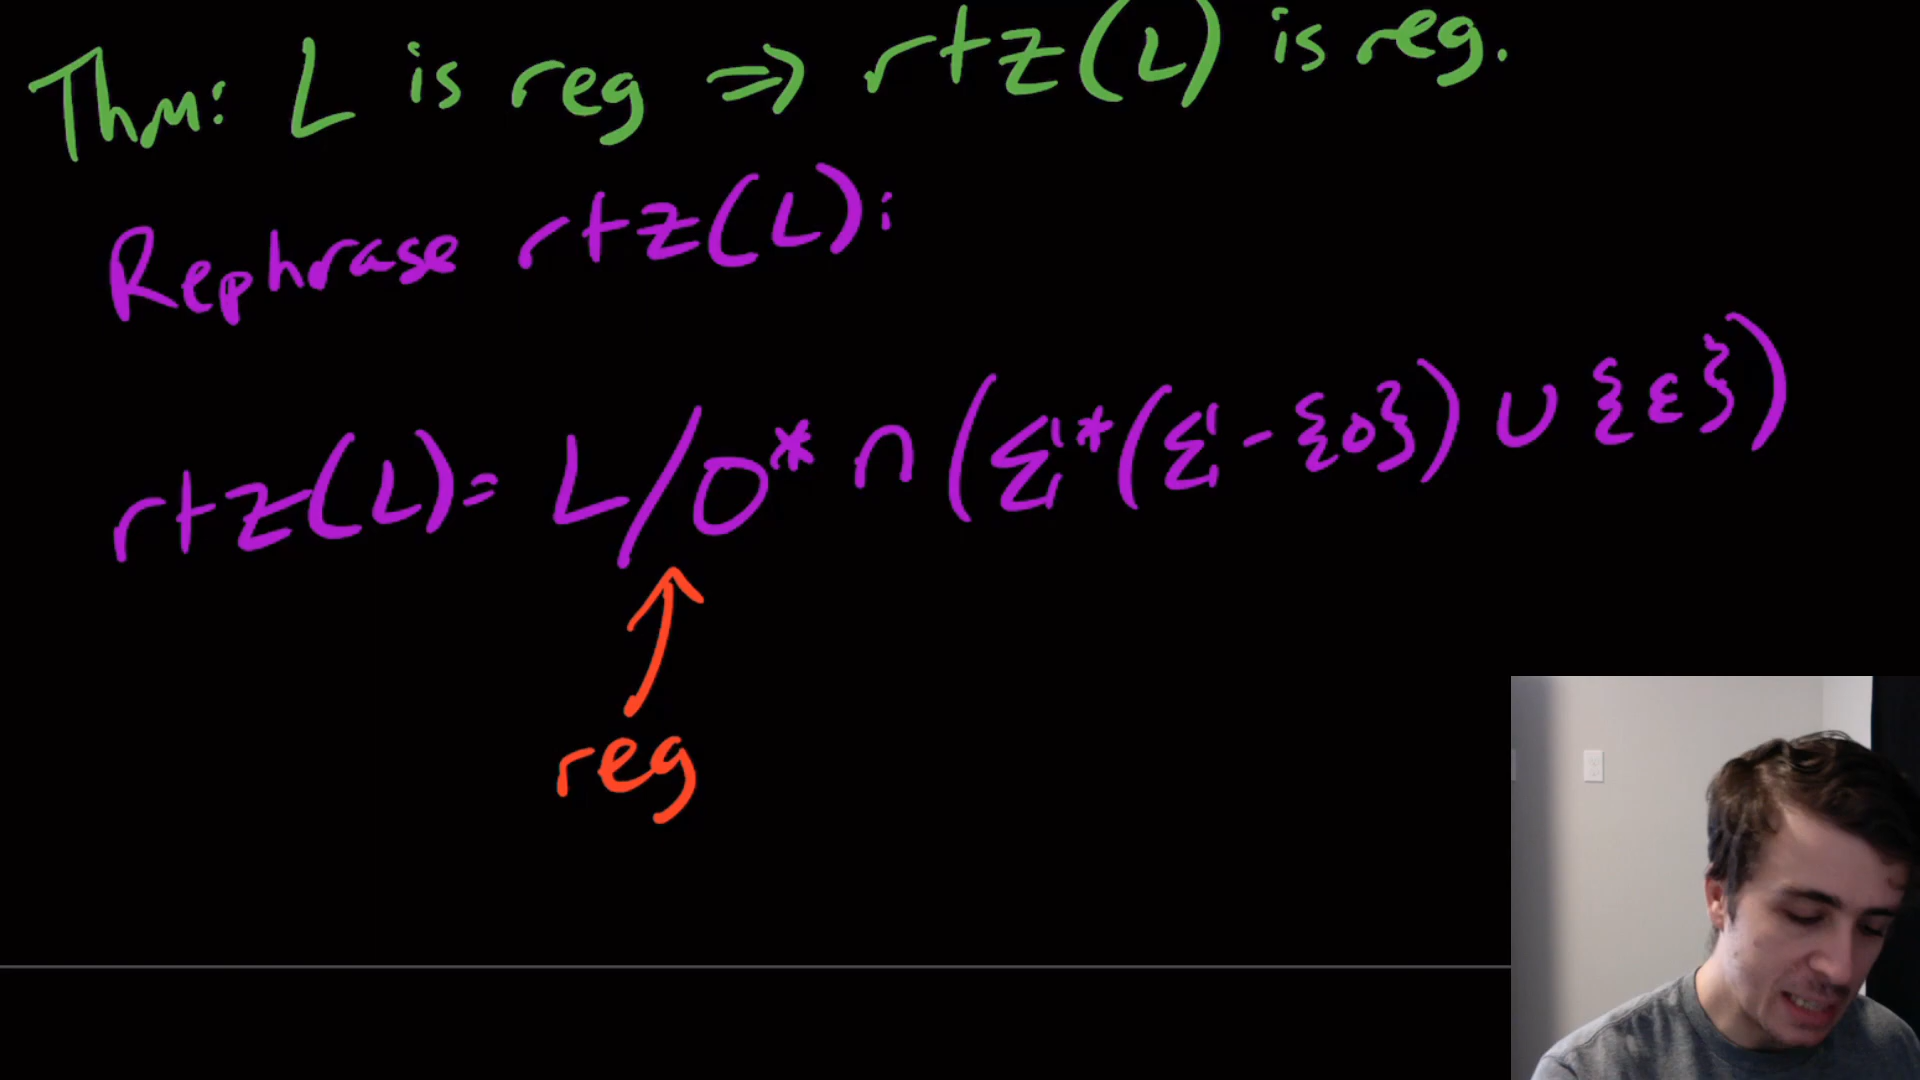 Thm: L is reg ⇒ rtz(L) is reg.
Rephrase rtz(L):
rtz(L) = L/0* ∩ (Σ*(Σ - {0}) ∪ {ε})
reg